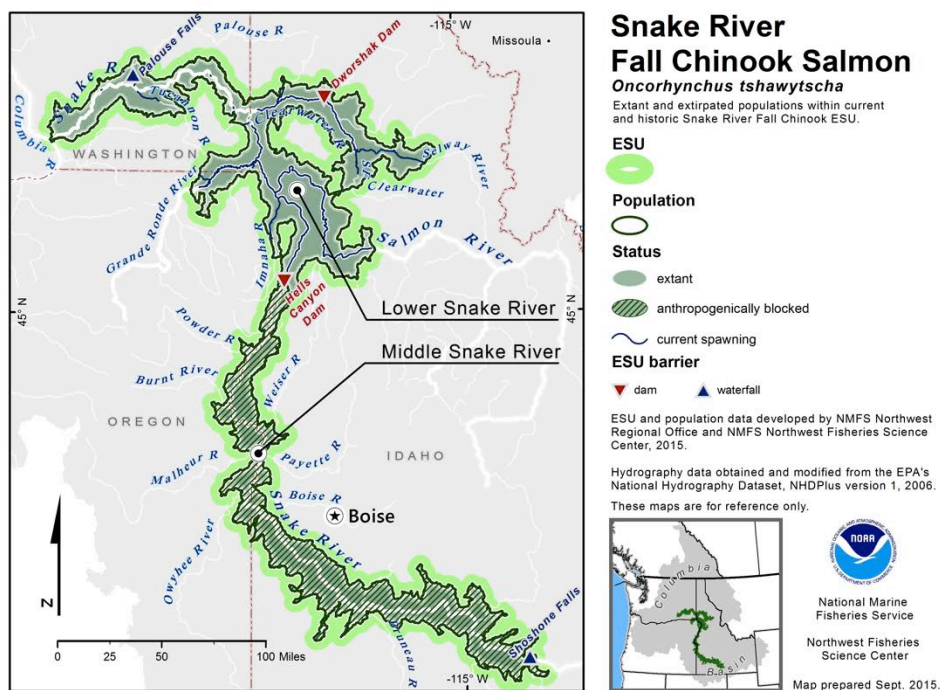 Snake River
Fall Chinook Salmon
Oncorhynchus tshawytscha
Extant and extirpated populations within current
and historic Snake River Fall Chinook ESU.
ESU
Population
Status
extant
anthropogenically blocked
current spawning
ESU barrier
dam
waterfall
ESU and population data developed by NMFS Northwest
Regional Office and NMFS Northwest Fisheries Science
Center, 2015.
Hydrography data obtained and modified from the EPA's
National Hydrography Dataset, NHDPlus version 1, 2006.
These maps are for reference only.
Columbia
Basin
NOAA
National Marine
Fisheries Service
Northwest Fisheries
Science Center
Map prepared Sept. 2015.
-115° W
Palouse R
Missoula
Palouse Falls
Snake R
Dworshak Dam
Tucannon R
Clearwater R
Columbia R
WASHINGTON
Selway River
Clearwater
Grande Ronde River
Imnaha R
Salmon River
Hells
Canyon
Dam
45° N
45° N
Lower Snake River
Middle Snake River
Powder R
Burnt River
Weiser R
OREGON
IDAHO
Malheur R
Payette R
Boise R
Boise
Snake River
Owyhee River
Bruneau R
Shoshone Falls
N
0
50
100 Miles
-115° W